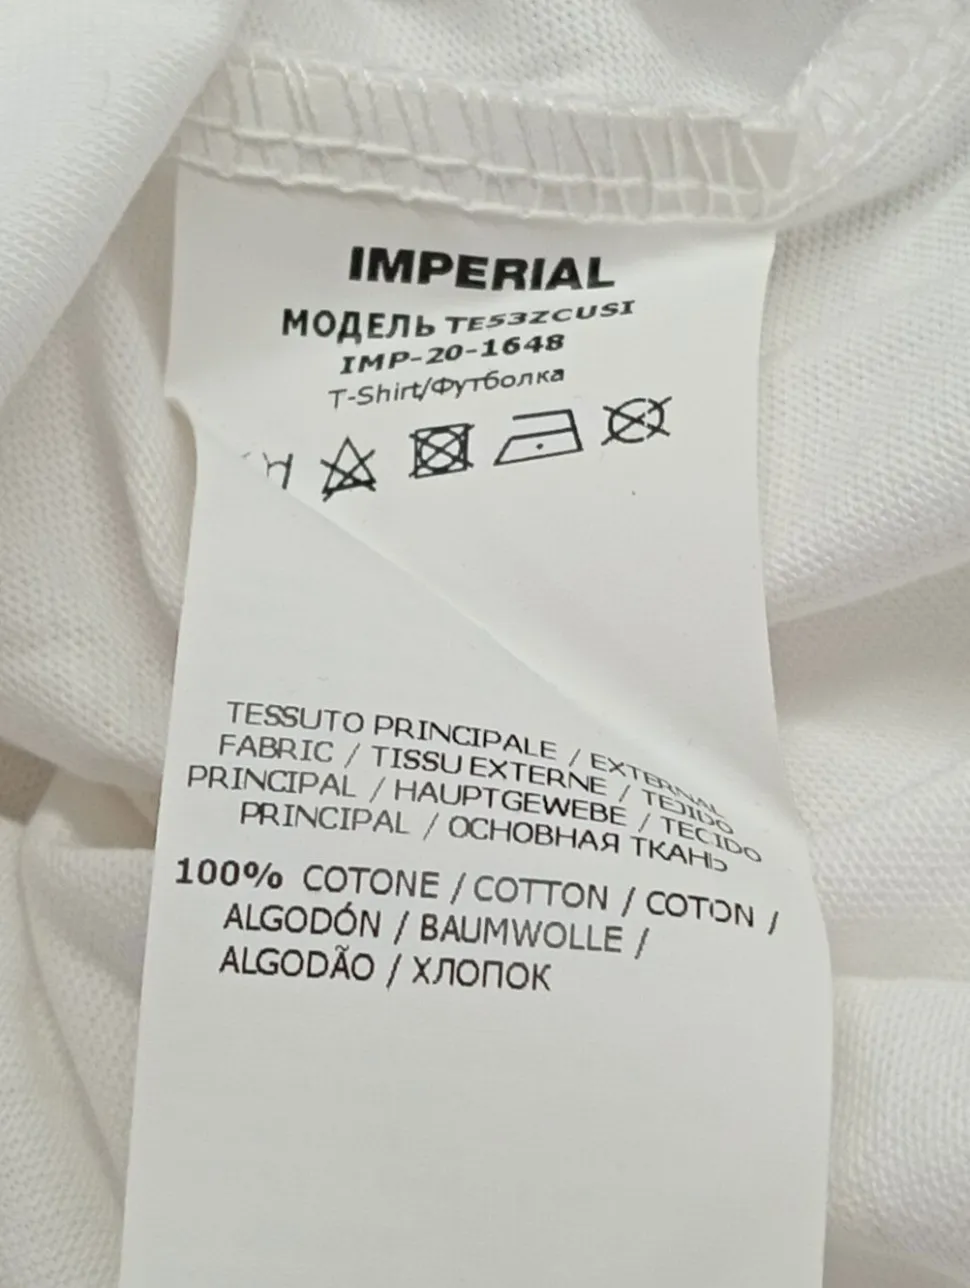 IMPERIAL
МОДЕЛЬ TE53ZCUSI
IMP-20-1648
T-Shirt/Футболка
TESSUTO PRINCIPALE / EXTERNAL
FABRIC / TISSU EXTERNE / TEJIDO
PRINCIPAL / HAUPTGEWEBE / TECIDO
PRINCIPAL / ОСНОВНАЯ ТКАНЬ
100% COTONE / COTTON / COTON /
ALGODÓN / BAUMWOLLE /
ALGODÃO / ХЛОПОК